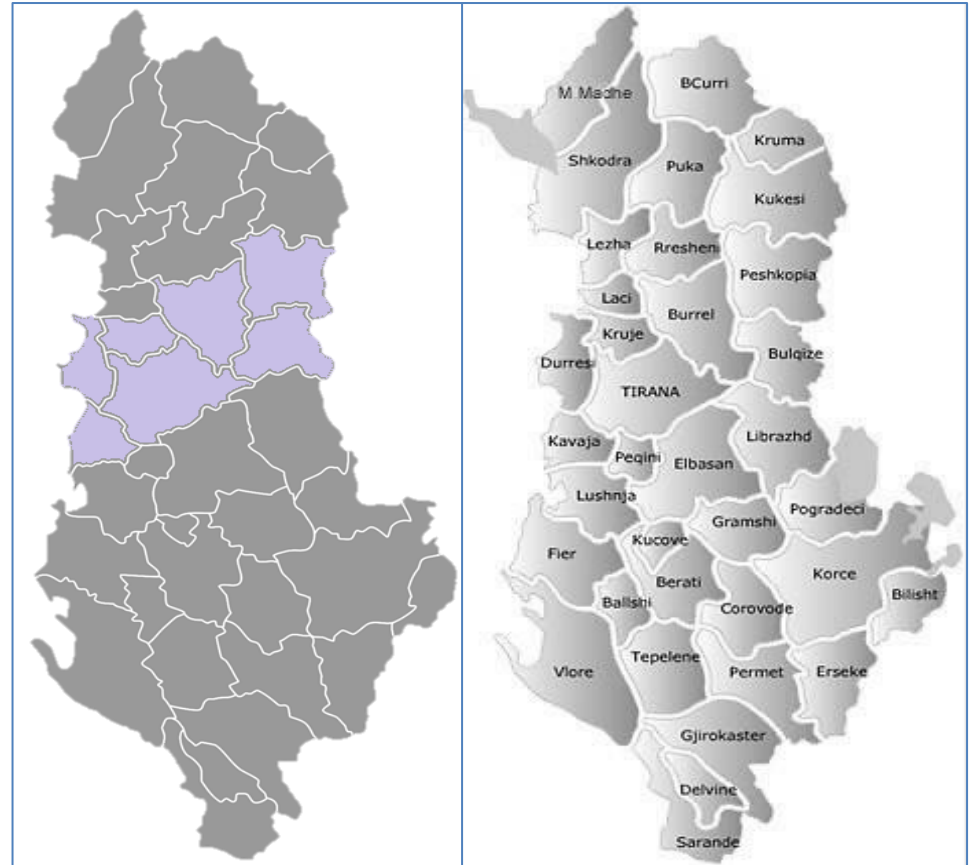 M Madhe
BCurri
Kruma
Shkodra
Puka
Kukesi
Lezha
Rresheni
Peshkopia
Laci
Burrel
Kruje
Bulqize
Durresi
TIRANA
Kavaja
Peqini
Elbasan
Librazhd
Lushnja
Gramshi
Pogradeci
Fier
Kucove
Korce
Berati
Ballshi
Corovode
Bilisht
Vlore
Tepelene
Permet
Erseke
Gjirokaster
Delvine
Sarande